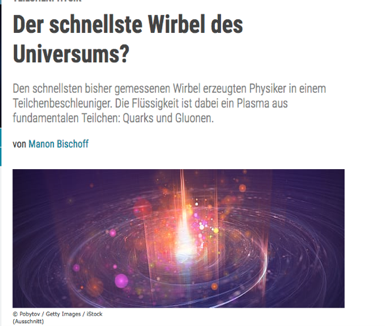 Der schnellste Wirbel des
Universums?
Den schnellsten bisher gemessenen Wirbel erzeugten Physiker in einem
Teilchenbeschleuniger. Die Flüssigkeit ist dabei ein Plasma aus
fundamentalen Teilchen: Quarks und Gluonen.
von Manon Bischoff
© Pobytov / Getty Images / iStock
(Ausschnitt)